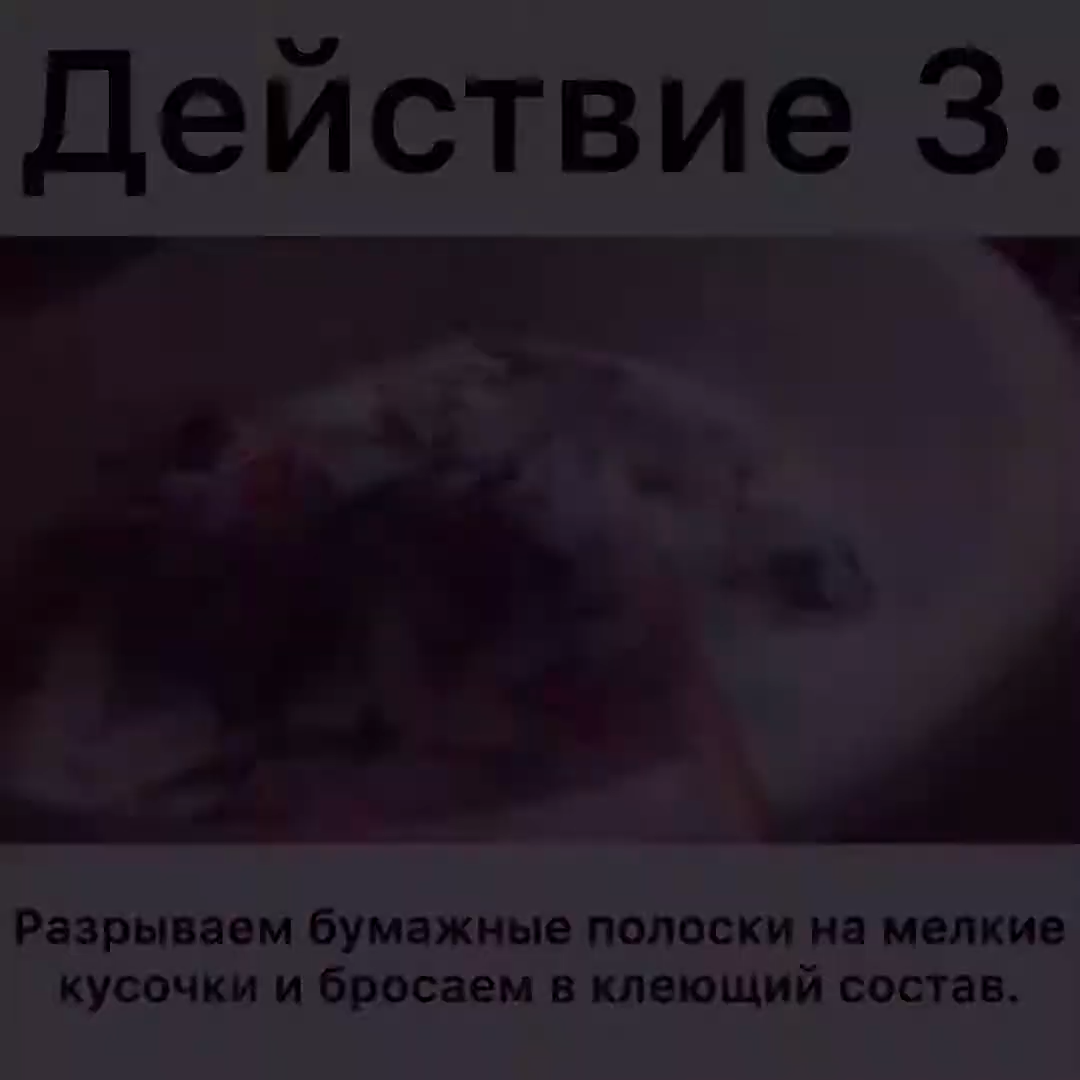 Действие 3:
Разрываем бумажные полоски на мелкие
кусочки и бросаем в клеющий состав.